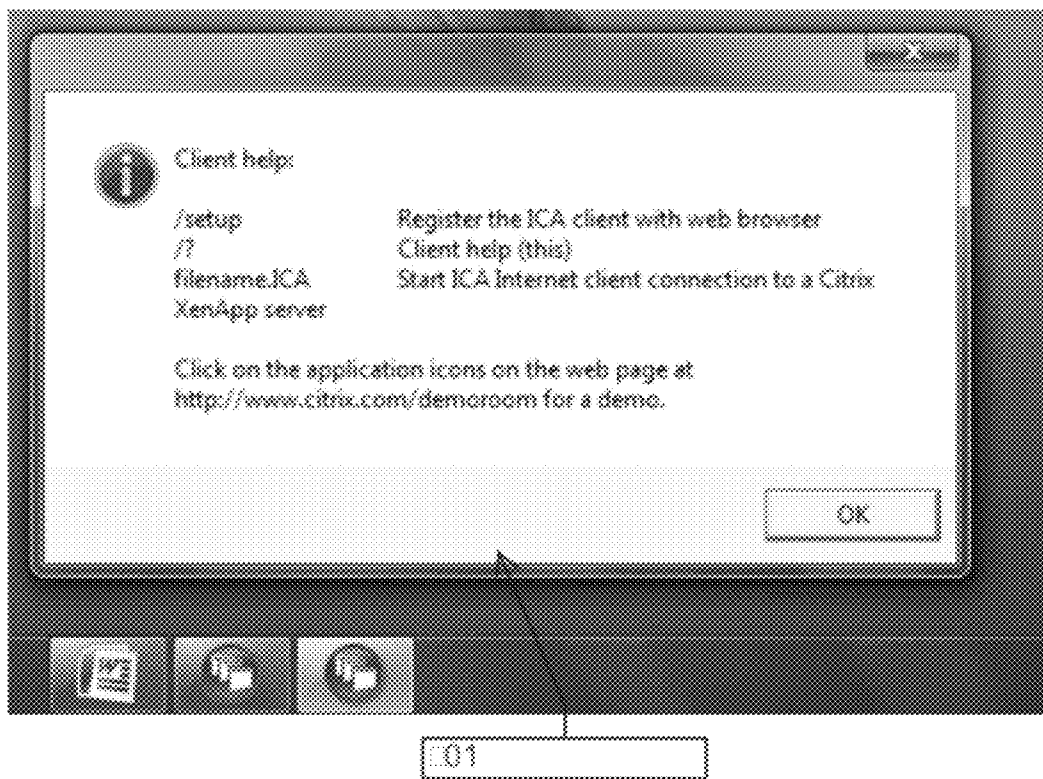 Client help:
/setup Register the ICA client with web browser
/? Client help (this)
filename.ICA Start ICA Internet client connection to a Citrix
XenApp server
Click on the application icons on the web page at
http://www.citrix.com/demoroom for a demo.
OK